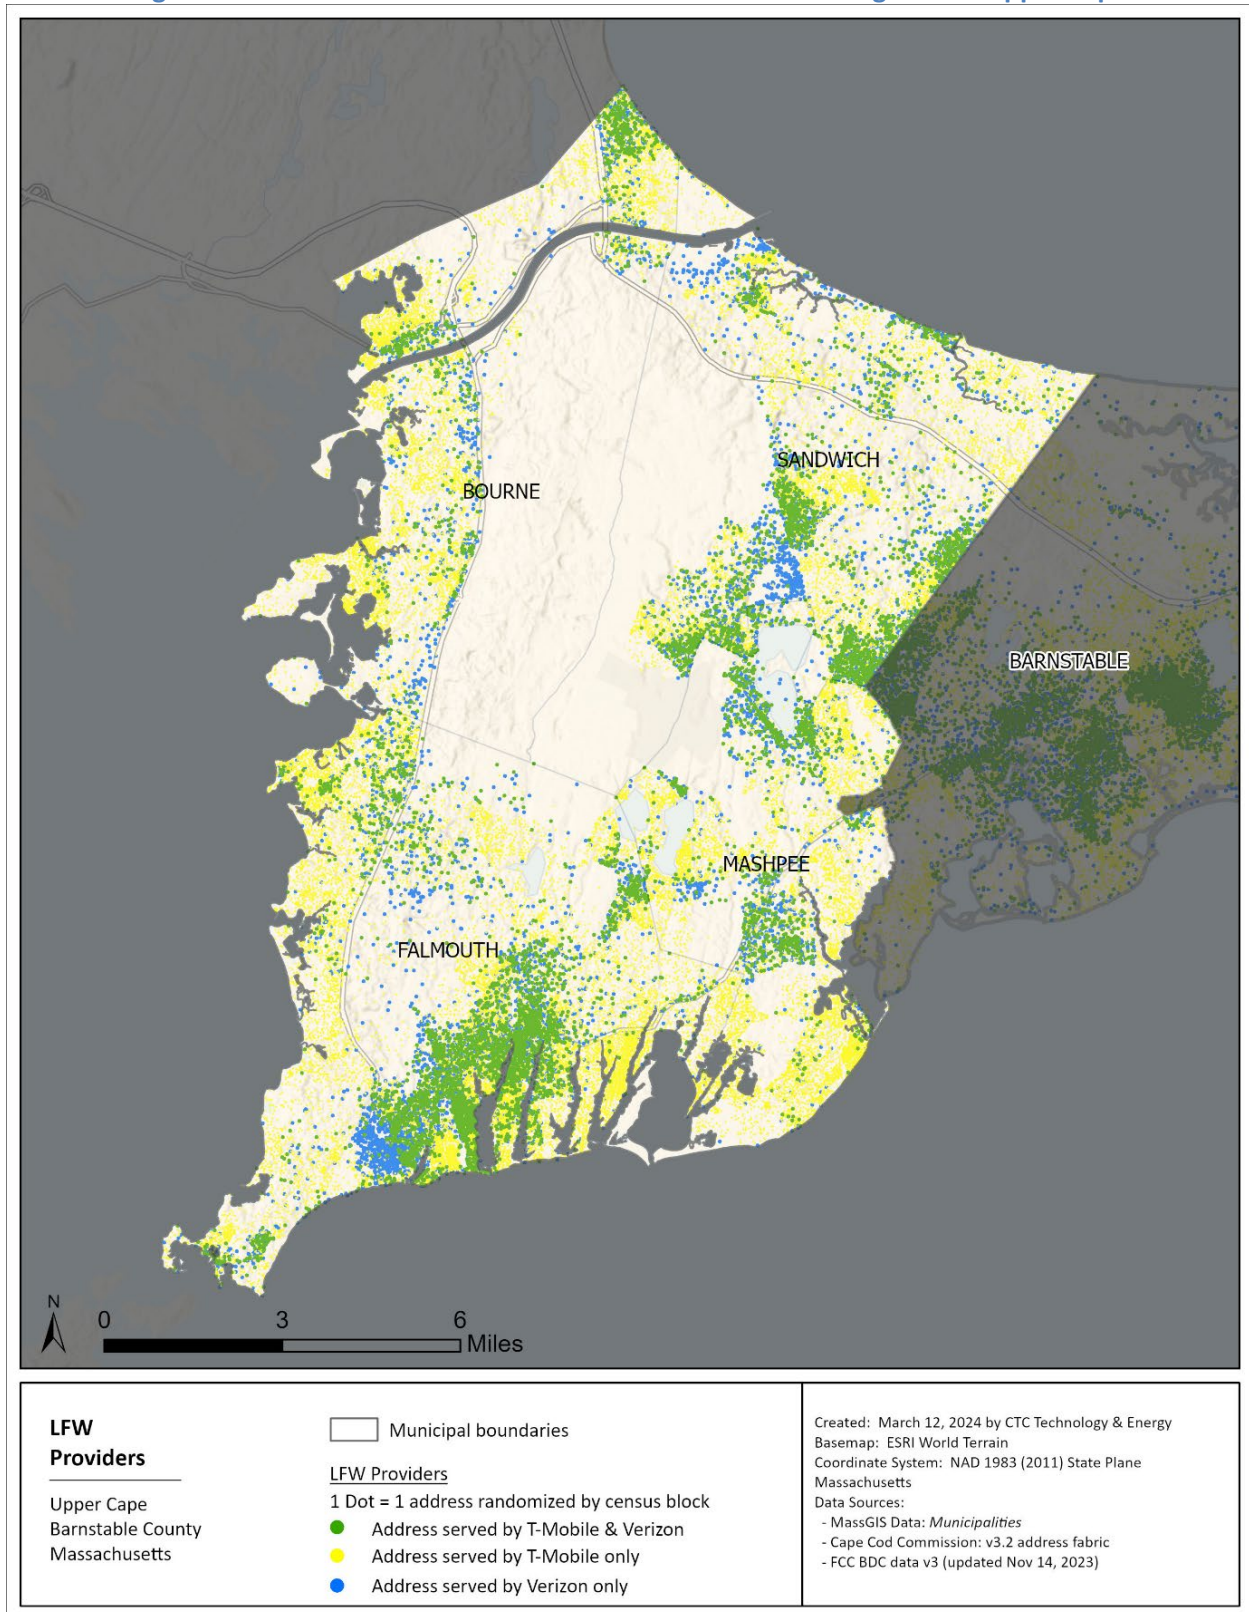 SANDWICH
BOURNE
BARNSTABLE
MASHPEE
FALMOUTH
N
0 3 6
Miles
LFW
Providers
Upper Cape
Barnstable County
Massachusetts
Municipal boundaries
LFW Providers
1 Dot = 1 address randomized by census block
Address served by T-Mobile & Verizon
Address served by T-Mobile only
Address served by Verizon only
Created: March 12, 2024 by CTC Technology & Energy
Basemap: ESRI World Terrain
Coordinate System: NAD 1983 (2011) State Plane
Massachusetts
Data Sources:
- MassGIS Data: Municipalities
- Cape Cod Commission: v3.2 address fabric
- FCC BDC data v3 (updated Nov 14, 2023)